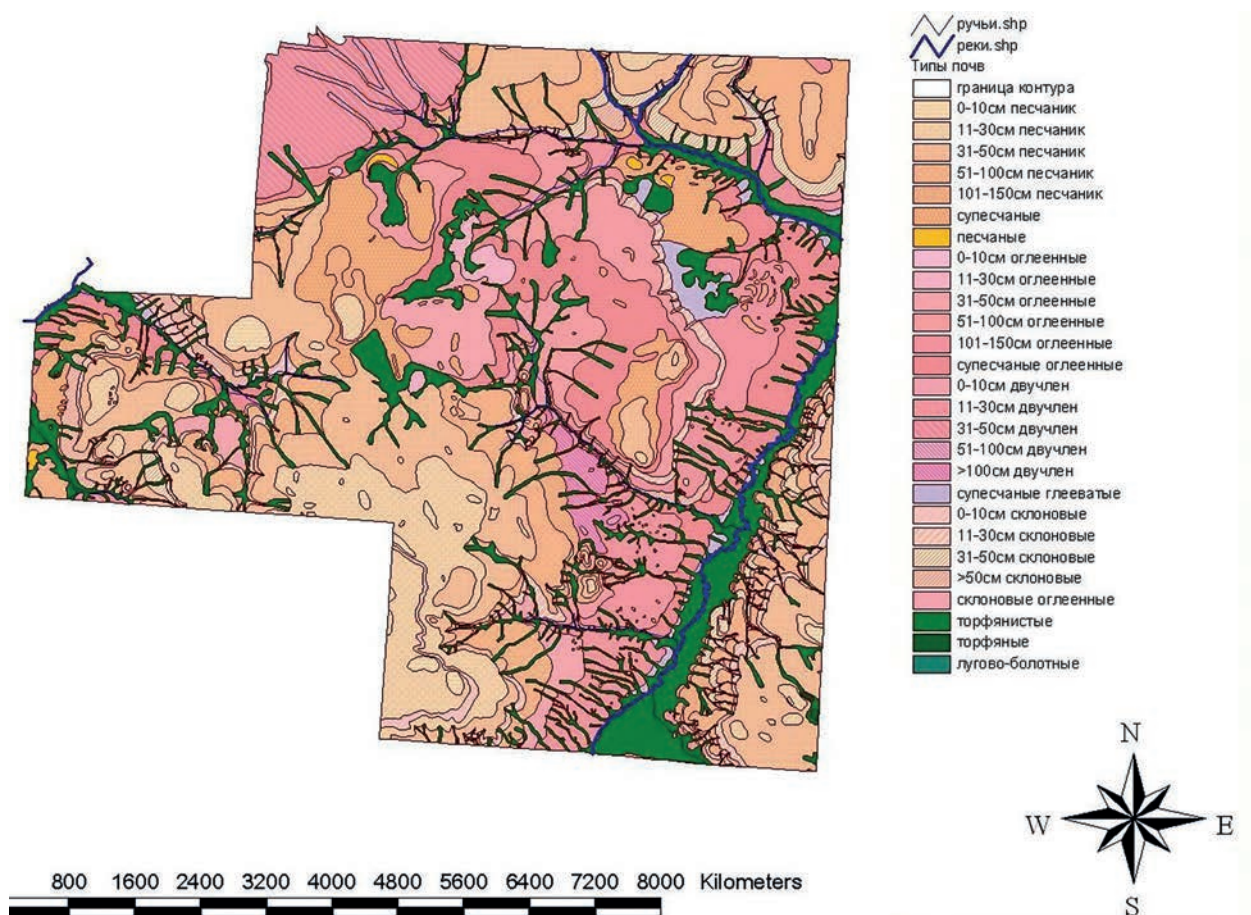 ручьи.shp
реки.shp
Типы почв
граница контура
0-10см песчаник
11-30см песчаник
31-50см песчаник
51-100см песчаник
101-150см песчаник
супесчаные
песчаные
0-10см оглеенные
11-30см оглеенные
31-50см оглеенные
51-100см оглеенные
101-150см оглеенные
супесчаные оглеенные
0-10см двучлен
11-30см двучлен
31-50см двучлен
51-100см двучлен
>100см двучлен
супесчаные глееватые
0-10см склоновые
11-30см склоновые
31-50см склоновые
>50см склоновые
склоновые оглеенные
торфянистые
торфяные
лугово-болотные
N
W E
S
800 1600 2400 3200 4000 4800 5600 6400 7200 8000 Kilometers